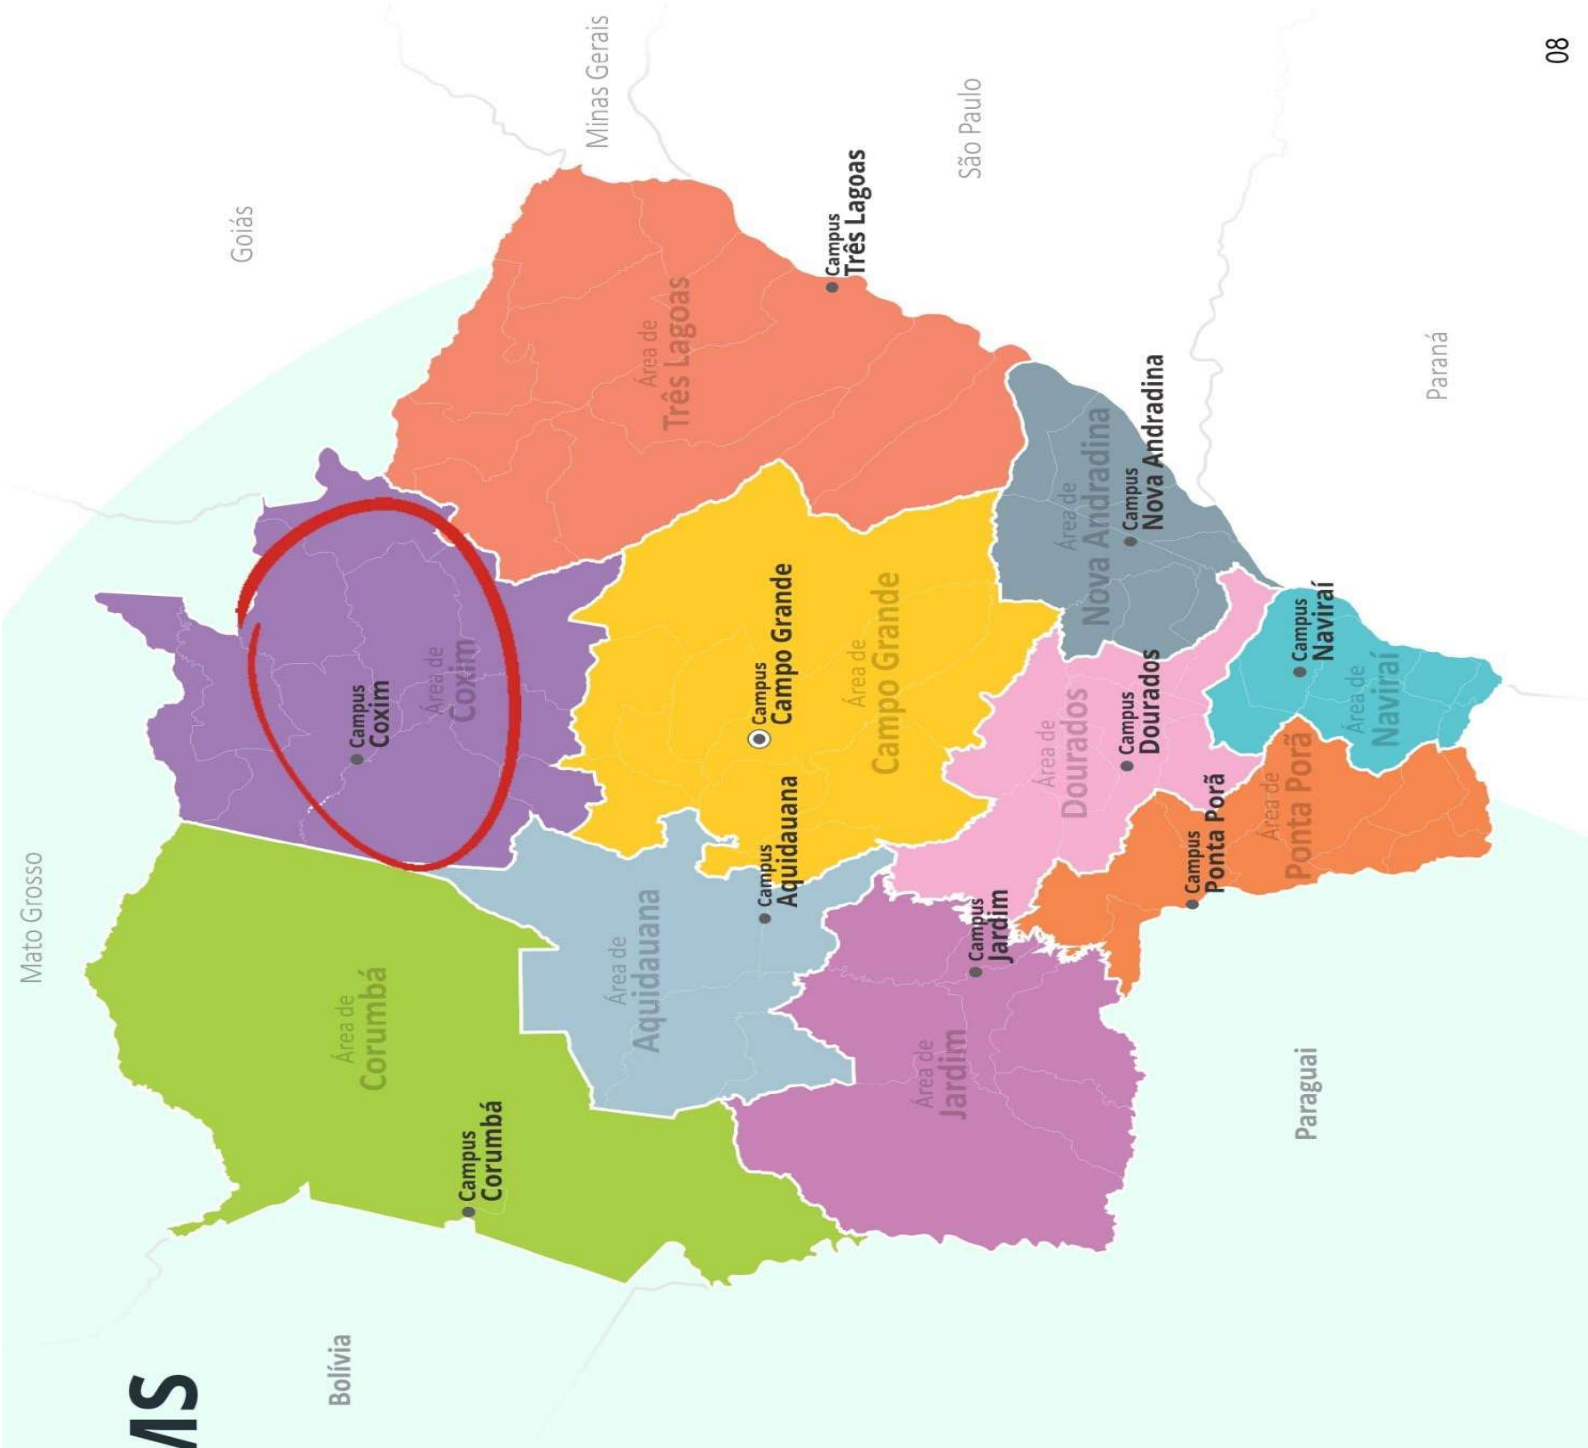 Mato Grosso
MS
Goiás
Bolívia
Área de
Corumbá
Campus
Coxim
Área de
Coxim
Campus
Corumbá
Minas Gerais
Área de
Aquidauana
Área de
Três Lagoas
Campus
Campo Grande
Campus
Aquidauana
Campus
Três Lagoas
Área de
Campo Grande
Área de
Jardim
São Paulo
Campus
Jardim
Área de
Dourados
Área de
Nova Andradina
Campus
Dourados
Campus
Nova Andradina
Campus
Ponta Porã
Área de
Ponta Porã
Campus
Naviraí
Paraguai
Área de
Naviraí
Paraná
08